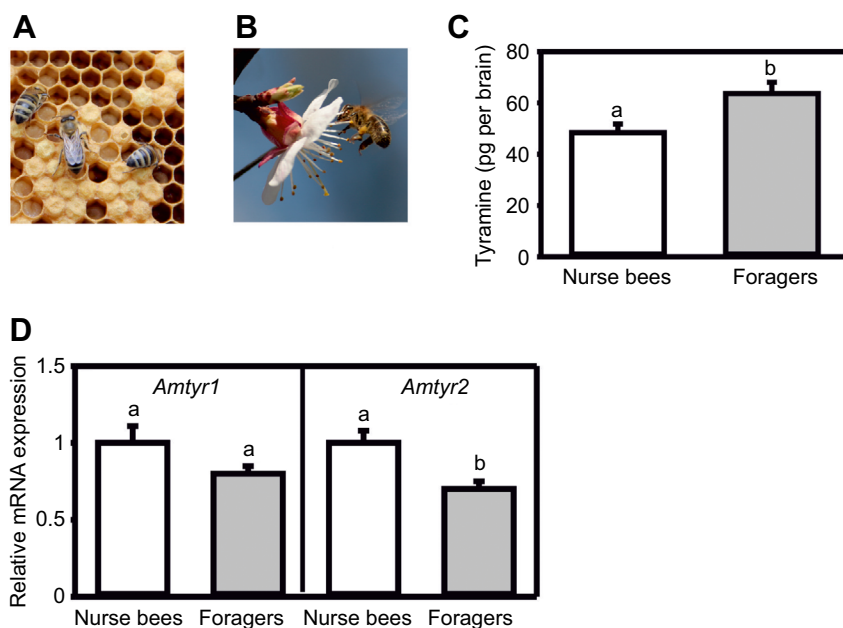 A
B
C
Tyramine (pg per brain)
80
60
40
20
0
a
b
Nurse bees
Foragers
D
Relative mRNA expression
1.5
1
0.5
0
Amtyr1
Amtyr2
a
a
a
b
Nurse bees
Foragers
Nurse bees
Foragers